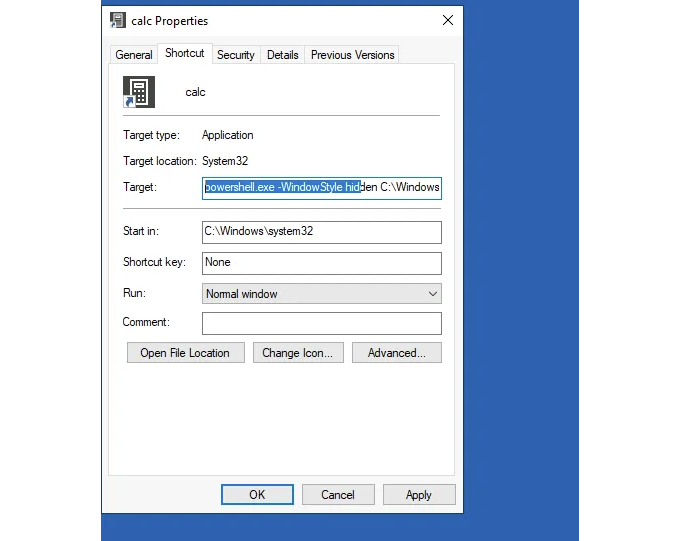 calc Properties
General Shortcut Security Details Previous Versions
calc
Target type: Application
Target location: System32
Target: powershell.exe -WindowStyle hidden C:\Windows
Start in: C:\Windows\system32
Shortcut key: None
Run: Normal window
Comment:
Open File Location Change Icon... Advanced...
OK Cancel Apply